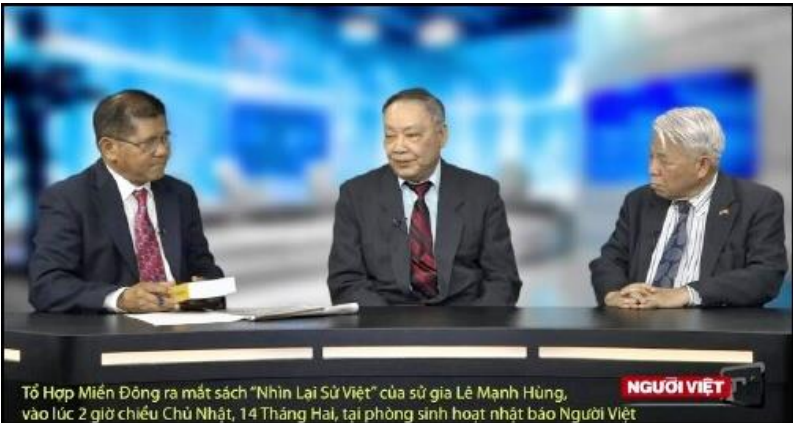 Tổ Hợp Miền Đông ra mắt sách "Nhìn Lại Sử Việt" của sử gia Lê Mạnh Hùng,
vào lúc 2 giờ chiều Chủ Nhật, 14 Tháng Hai, tại phòng sinh hoạt nhật báo Người Việt
NGƯỜI VIỆT